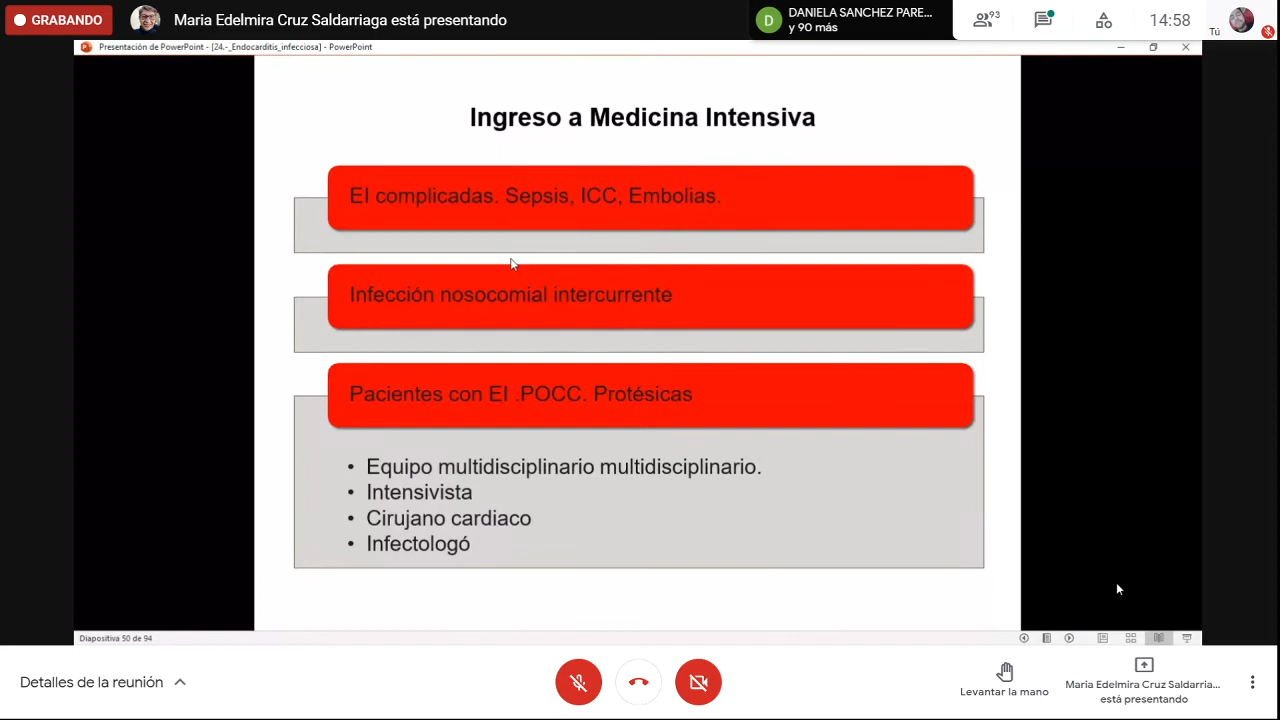 GRABANDO
Maria Edelmira Cruz Saldarriaga está presentando
D
DANIELA SANCHEZ PARE...
y 90 más
93
14:58
Tú
Presentación de PowerPoint - [24.-_Endocarditis_infecciosa] - PowerPoint
Ingreso a Medicina Intensiva
EI complicadas. Sepsis, ICC, Embolias.
Infección nosocomial intercurrente
Pacientes con EI .POCC. Protésicas
• Equipo multidisciplinario multidisciplinario.
• Intensivista
• Cirujano cardiaco
• Infectologó
Diapositiva 50 de 94
Detalles de la reunión
Levantar la mano
Maria Edelmira Cruz Saldarria...
está presentando